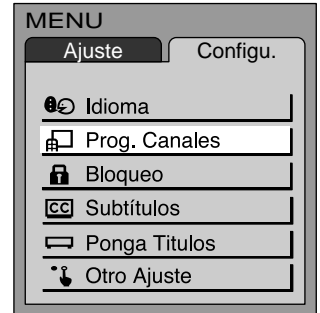 MENU
Ajuste Configu.
Idioma
Prog. Canales
Bloqueo
CC Subtítulos
Ponga Titulos
Otro Ajuste